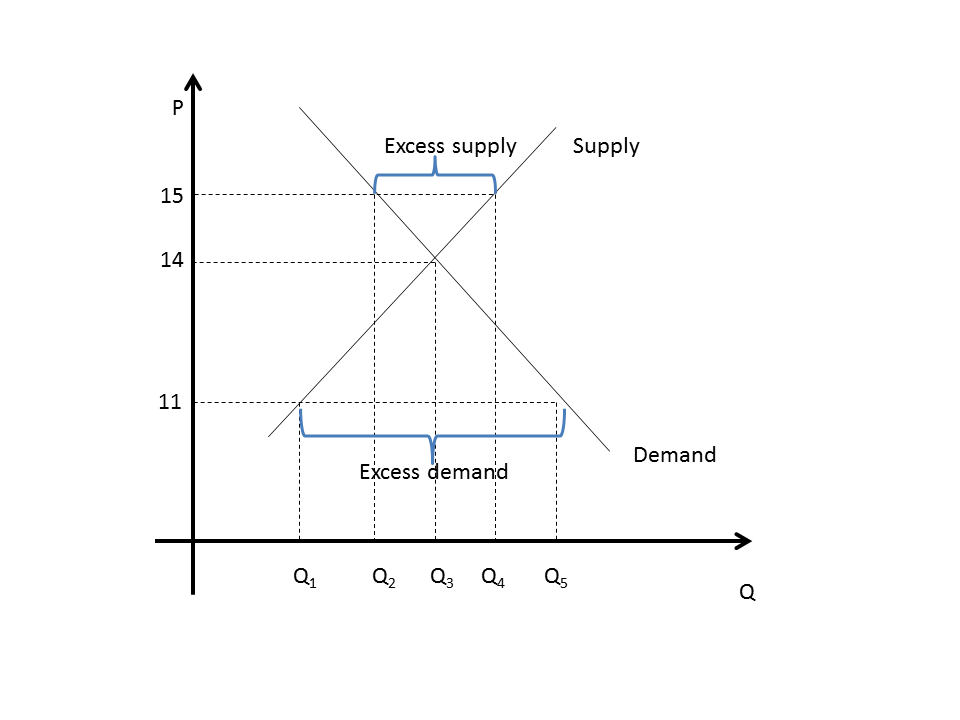 P
Excess supply
Supply
15
14
11
Excess demand
Demand
Q₁ Q₂ Q₃ Q₄ Q₅
Q